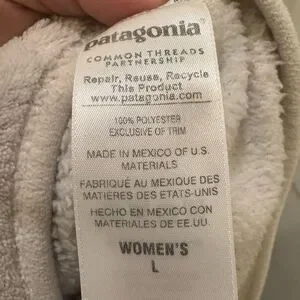 patagonia®
COMMON THREADS
PARTNERSHIP
Repair, Reuse, Recycle
This Product
www.patagonia.com
100% POLYESTER
EXCLUSIVE OF TRIM
MADE IN MEXICO OF U.S.
MATERIALS
FABRIQUÉ AU MEXIQUE DES
MATIÈRES DES ETATS-UNIS
HECHO EN MEXICO CON
MATERIALES DE EE.UU.
WOMEN'S
L